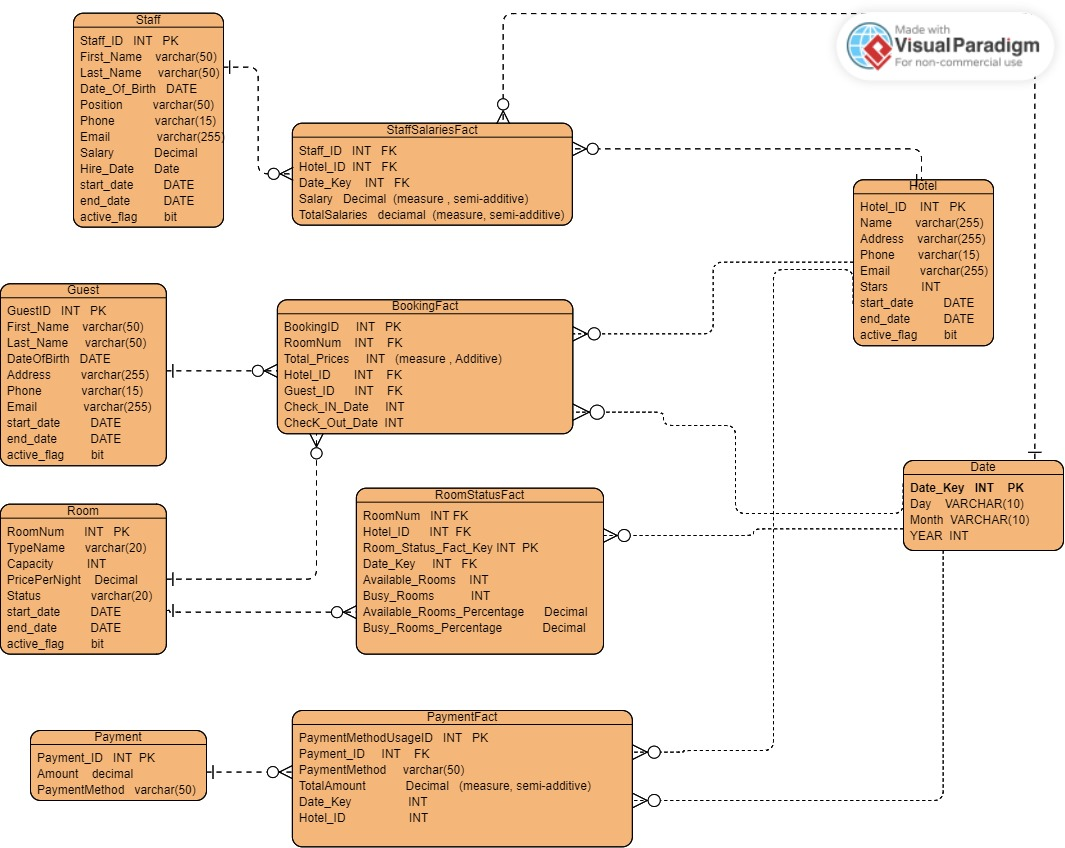 Staff
Staff_ID INT PK
First_Name varchar(50)
Last_Name varchar(50)
Date_Of_Birth DATE
Position varchar(50)
Phone varchar(15)
Email varchar(255)
Salary Decimal
Hire_Date Date
start_date DATE
end_date DATE
active_flag bit
Made with
Visual Paradigm
For non-commercial use
StaffSalariesFact
Staff_ID INT FK
Hotel_ID INT FK
Date_Key INT FK
Salary Decimal (measure , semi-additive)
TotalSalaries deciamal (measure, semi-additive)
Hotel
Hotel_ID INT PK
Name varchar(255)
Address varchar(255)
Phone varchar(15)
Email varchar(255)
Stars INT
start_date DATE
end_date DATE
active_flag bit
Guest
GuestID INT PK
First_Name varchar(50)
Last_Name varchar(50)
DateOfBirth DATE
Address varchar(255)
Phone varchar(15)
Email varchar(255)
start_date DATE
end_date DATE
active_flag bit
BookingFact
BookingID INT PK
RoomNum INT FK
Total_Prices INT (measure , Additive)
Hotel_ID INT FK
Guest_ID INT FK
Check_IN_Date INT
ChecK_Out_Date INT
Date
Date_Key INT PK
Day VARCHAR(10)
Month VARCHAR(10)
YEAR INT
Room
RoomNum INT PK
TypeName varchar(20)
Capacity INT
PricePerNight Decimal
Status varchar(20)
start_date DATE
end_date DATE
active_flag bit
RoomStatusFact
RoomNum INT FK
Hotel_ID INT FK
Room_Status_Fact_Key INT PK
Date_Key INT FK
Available_Rooms INT
Busy_Rooms INT
Available_Rooms_Percentage Decimal
Busy_Rooms_Percentage Decimal
Payment
Payment_ID INT PK
Amount decimal
PaymentMethod varchar(50)
PaymentFact
PaymentMethodUsageID INT PK
Payment_ID INT FK
PaymentMethod varchar(50)
TotalAmount Decimal (measure, semi-additive)
Date_Key INT
Hotel_ID INT